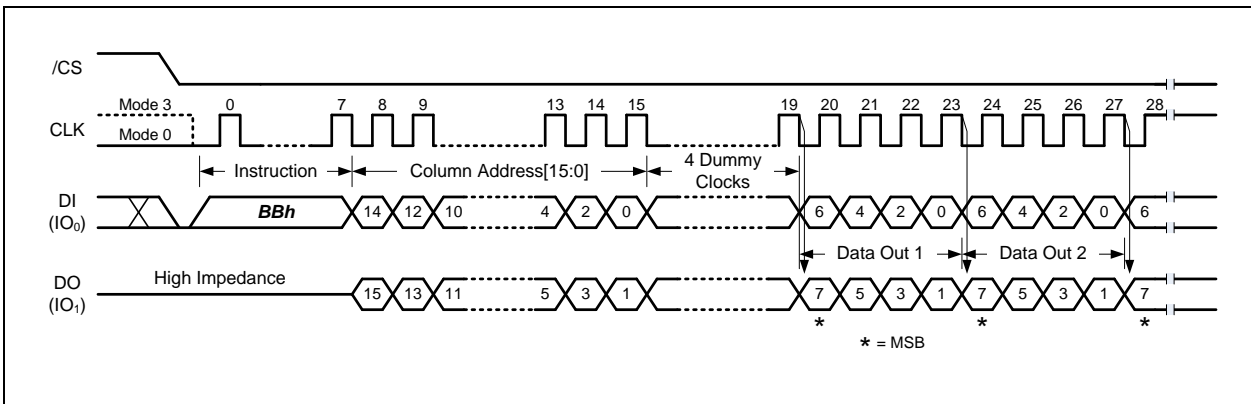 /CS
Mode 3 0 7 8 9 13 14 15 19 20 21 22 23 24 25 26 27 28
CLK
Mode 0
Instruction Column Address[15:0] 4 Dummy
Clocks
DI
(IO0) BBh 14 12 10 4 2 0 6 4 2 0 6 4 2 0 6
Data Out 1 Data Out 2
High Impedance
DO
(IO1) 15 13 11 5 3 1 7 5 3 1 7 5 3 1 7
* * *
* = MSB